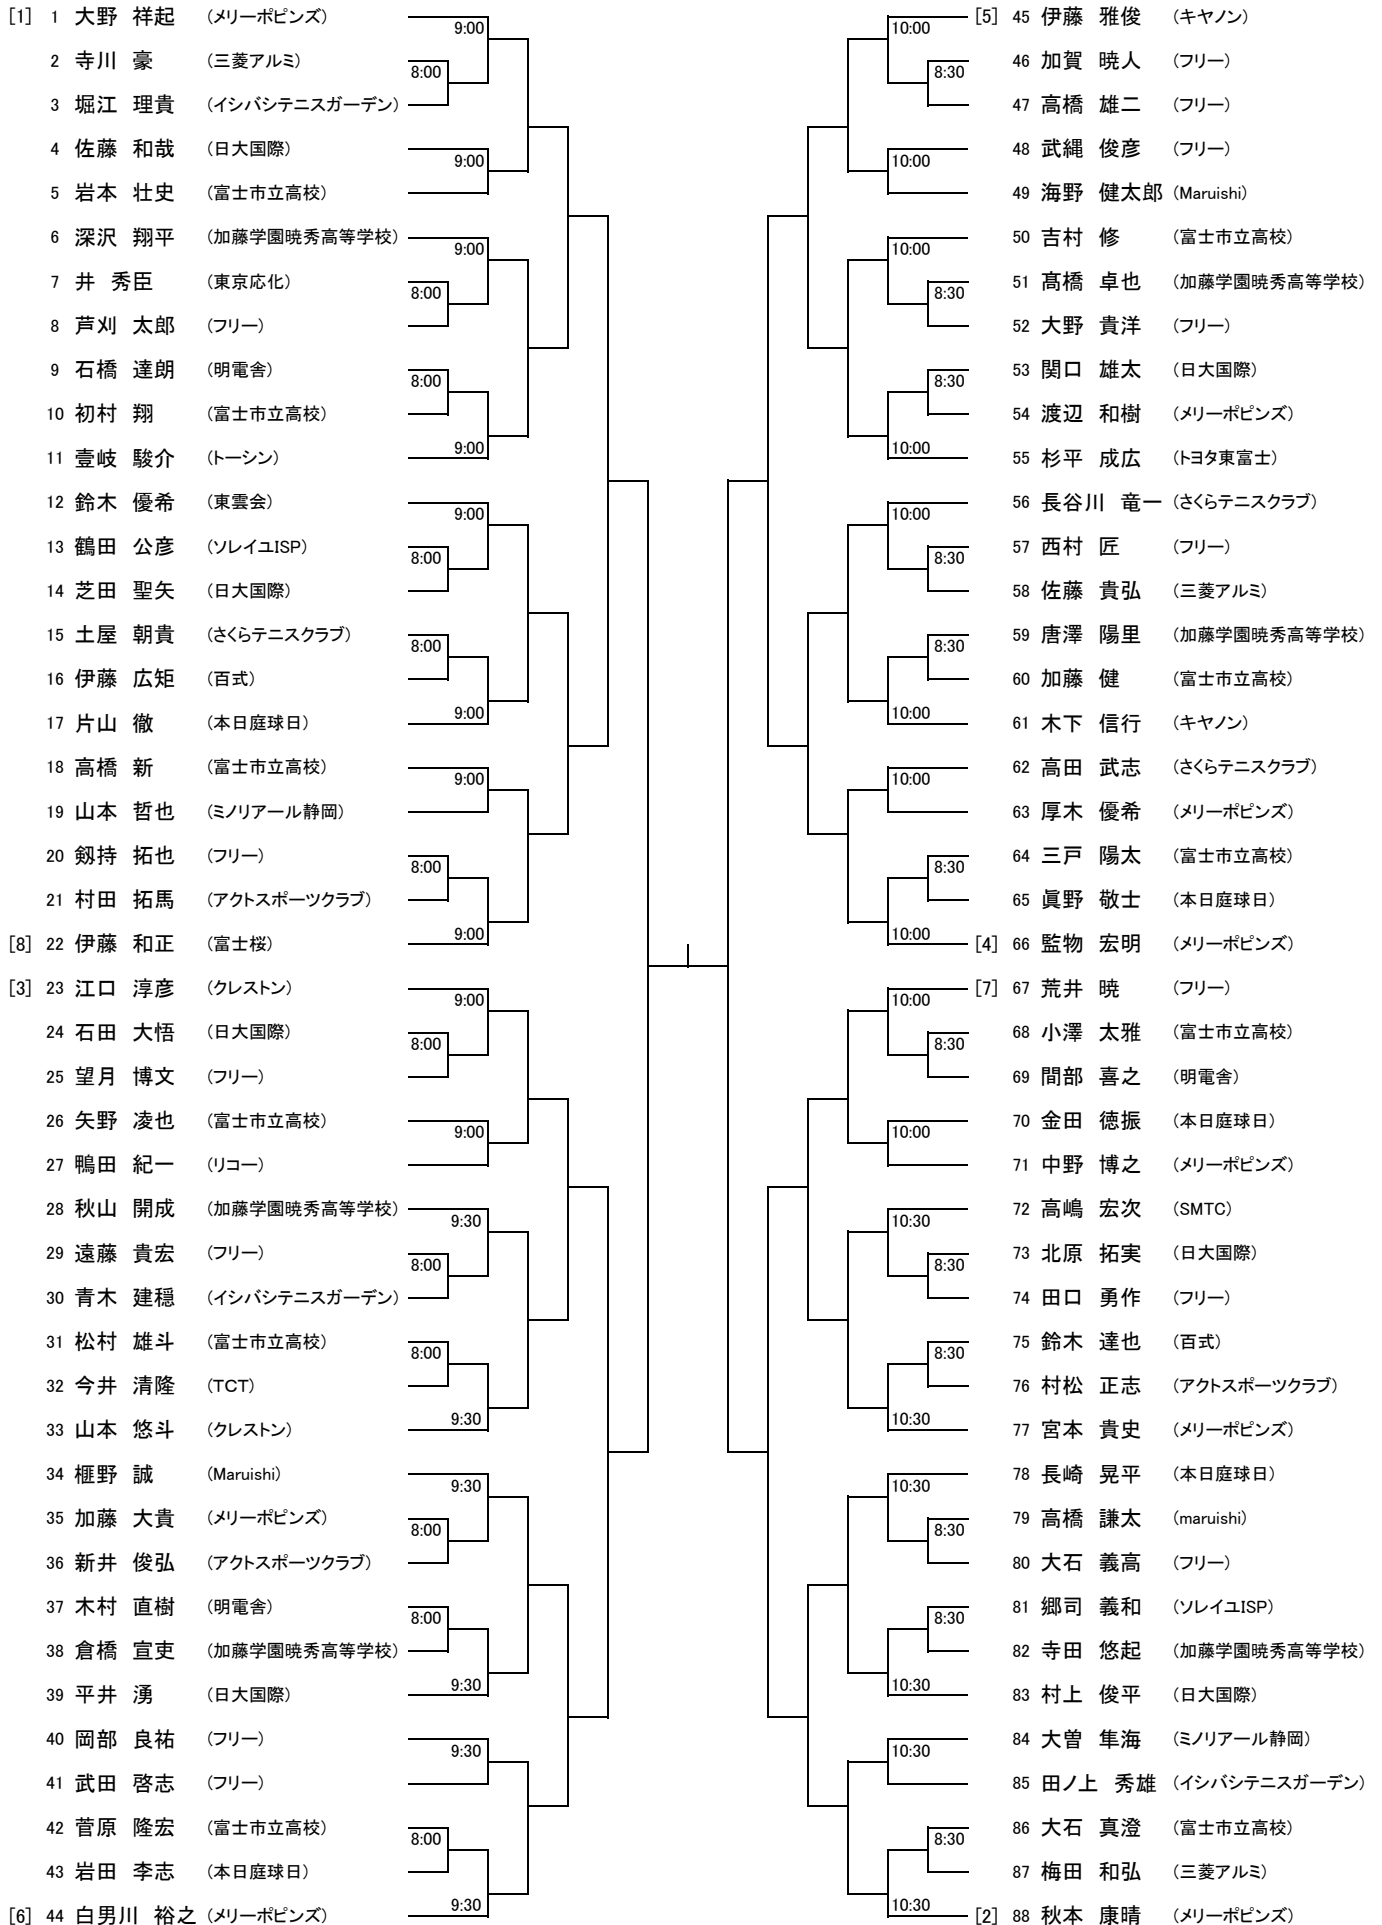 [1] 1 大野 祥起 (メリーポピンズ)
9:00
2 寺川 豪 (三菱アルミ)
8:00
3 堀江 理貴 (イシバシテニスガーデン)
4 佐藤 和哉 (日大国際)
9:00
5 岩本 壮史 (富士市立高校)
6 深沢 翔平 (加藤学園暁秀高等学校)
9:00
7 井 秀臣 (東京応化)
8:00
8 芦刈 太郎 (フリー)
9 石橋 達朗 (明電舎)
8:00
10 初村 翔 (富士市立高校)
9:00
11 壹岐 駿介 (トーシン)
12 鈴木 優希 (東雲会)
9:00
13 鶴田 公彦 (ソレイユISP)
8:00
14 芝田 聖矢 (日大国際)
15 土屋 朝貴 (さくらテニスクラブ)
8:00
16 伊藤 広矩 (百式)
9:00
17 片山 徹 (本日庭球日)
18 高橋 新 (富士市立高校)
9:00
19 山本 哲也 (ミノリアール静岡)
20 剱持 拓也 (フリー)
8:00
21 村田 拓馬 (アクトスポーツクラブ)
9:00
[8] 22 伊藤 和正 (富士桜)
[3] 23 江口 淳彦 (クレストン)
9:00
24 石田 大悟 (日大国際)
8:00
25 望月 博文 (フリー)
26 矢野 凌也 (富士市立高校)
9:00
27 鴨田 紀一 (リコー)
28 秋山 開成 (加藤学園暁秀高等学校)
9:30
29 遠藤 貴宏 (フリー)
8:00
30 青木 建穏 (イシバシテニスガーデン)
31 松村 雄斗 (富士市立高校)
8:00
32 今井 清隆 (TCT)
9:30
33 山本 悠斗 (クレストン)
34 榧野 誠 (Maruishi)
9:30
35 加藤 大貴 (メリーポピンズ)
8:00
36 新井 俊弘 (アクトスポーツクラブ)
37 木村 直樹 (明電舎)
8:00
38 倉橋 宣吏 (加藤学園暁秀高等学校)
9:30
39 平井 湧 (日大国際)
40 岡部 良祐 (フリー)
9:30
41 武田 啓志 (フリー)
42 菅原 隆宏 (富士市立高校)
8:00
43 岩田 李志 (本日庭球日)
9:30
[6] 44 白男川 裕之 (メリーポピンズ)
[5] 45 伊藤 雅俊 (キヤノン)
10:00
46 加賀 暁人 (フリー)
8:30
47 高橋 雄二 (フリー)
48 武縄 俊彦 (フリー)
10:00
49 海野 健太郎 (Maruishi)
50 吉村 修 (富士市立高校)
10:00
51 髙橋 卓也 (加藤学園暁秀高等学校)
8:30
52 大野 貴洋 (フリー)
53 関口 雄太 (日大国際)
8:30
54 渡辺 和樹 (メリーポピンズ)
10:00
55 杉平 成広 (トヨタ東富士)
56 長谷川 竜一 (さくらテニスクラブ)
10:00
57 西村 匠 (フリー)
8:30
58 佐藤 貴弘 (三菱アルミ)
59 唐澤 陽里 (加藤学園暁秀高等学校)
8:30
60 加藤 健 (富士市立高校)
10:00
61 木下 信行 (キヤノン)
62 高田 武志 (さくらテニスクラブ)
10:00
63 厚木 優希 (メリーポピンズ)
64 三戸 陽太 (富士市立高校)
8:30
65 眞野 敬士 (本日庭球日)
10:00
[4] 66 監物 宏明 (メリーポピンズ)
[7] 67 荒井 暁 (フリー)
10:00
68 小澤 太雅 (富士市立高校)
8:30
69 間部 喜之 (明電舎)
70 金田 徳振 (本日庭球日)
10:00
71 中野 博之 (メリーポピンズ)
72 高嶋 宏次 (SMTC)
10:30
73 北原 拓実 (日大国際)
8:30
74 田口 勇作 (フリー)
75 鈴木 達也 (百式)
8:30
76 村松 正志 (アクトスポーツクラブ)
10:30
77 宮本 貴史 (メリーポピンズ)
78 長崎 晃平 (本日庭球日)
10:30
79 高橋 謙太 (maruishi)
8:30
80 大石 義高 (フリー)
81 郷司 義和 (ソレイユISP)
8:30
82 寺田 悠起 (加藤学園暁秀高等学校)
10:30
83 村上 俊平 (日大国際)
84 大曽 隼海 (ミノリアール静岡)
10:30
85 田ノ上 秀雄 (イシバシテニスガーデン)
86 大石 真澄 (富士市立高校)
8:30
87 梅田 和弘 (三菱アルミ)
10:30
[2] 88 秋本 康晴 (メリーポピンズ)